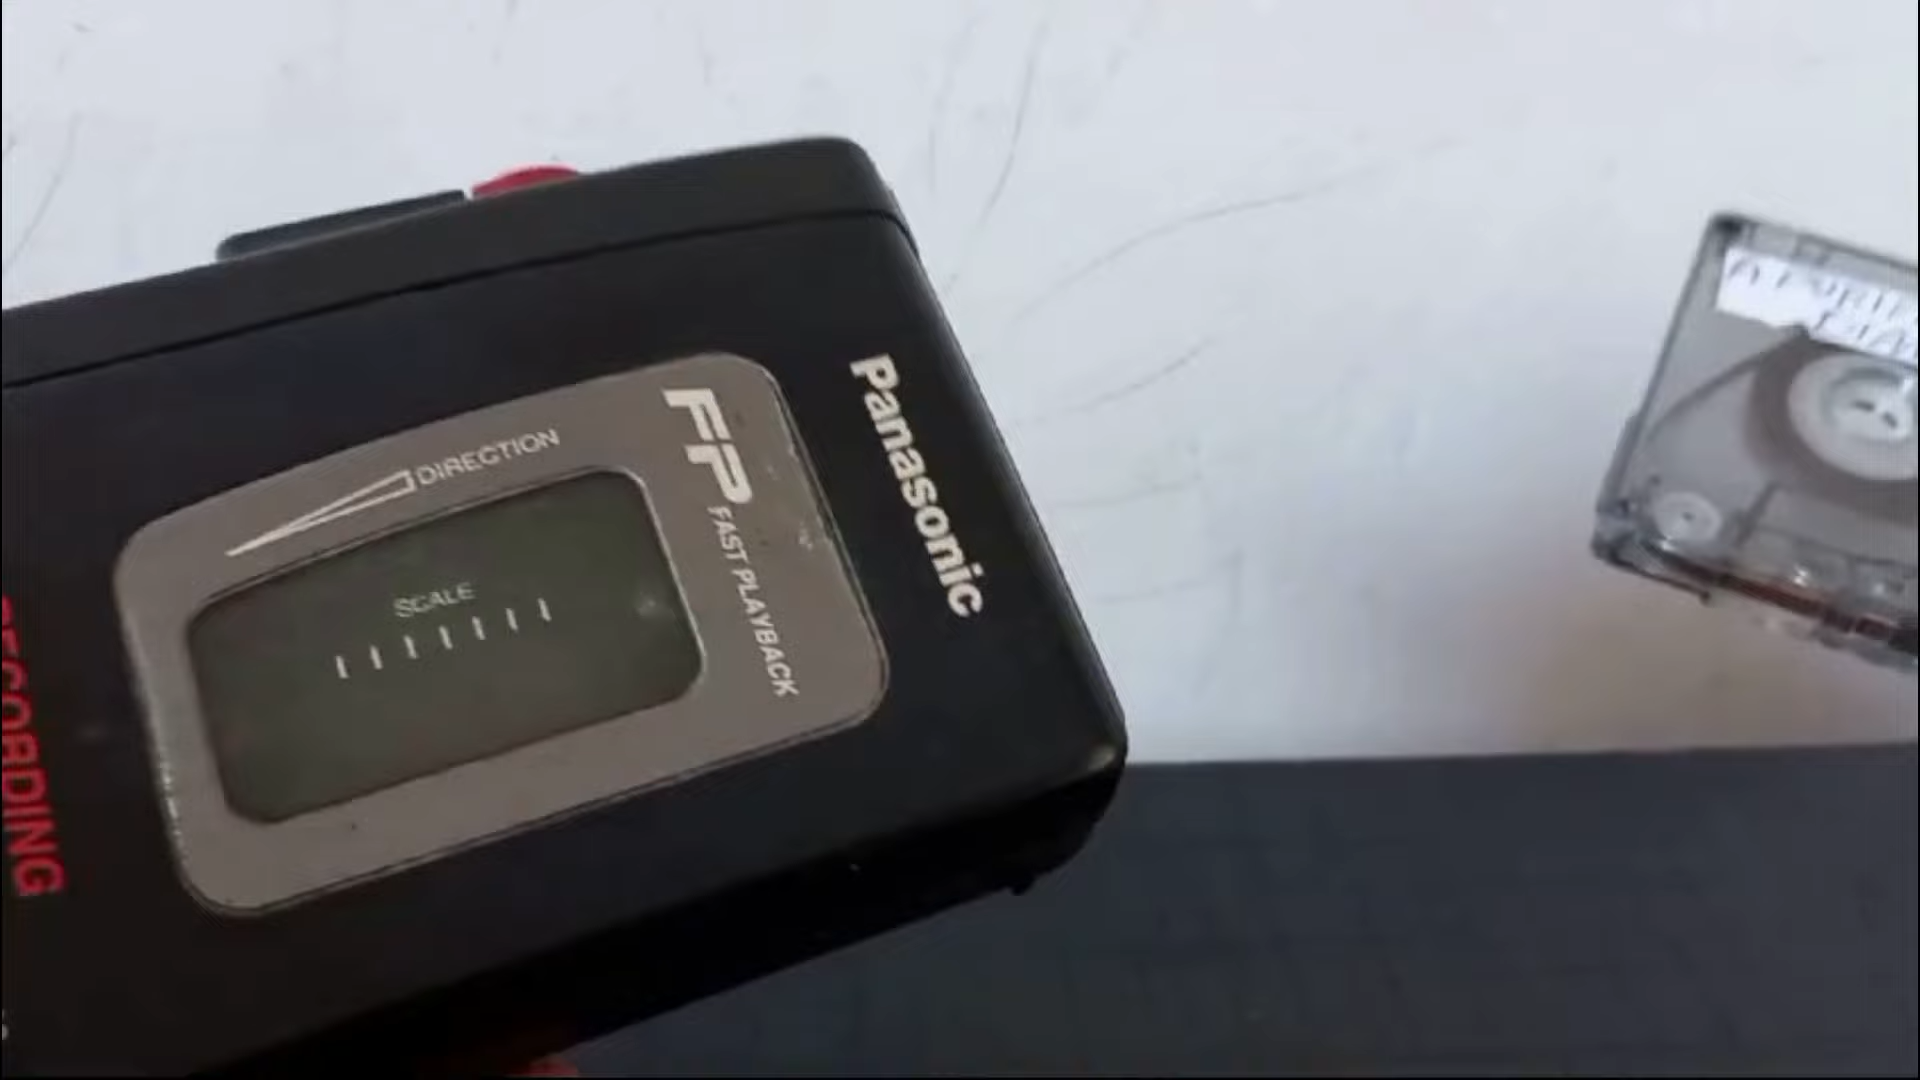 Panasonic
FP
FAST PLAYBACK
DIRECTION
SCALE
RECORDING